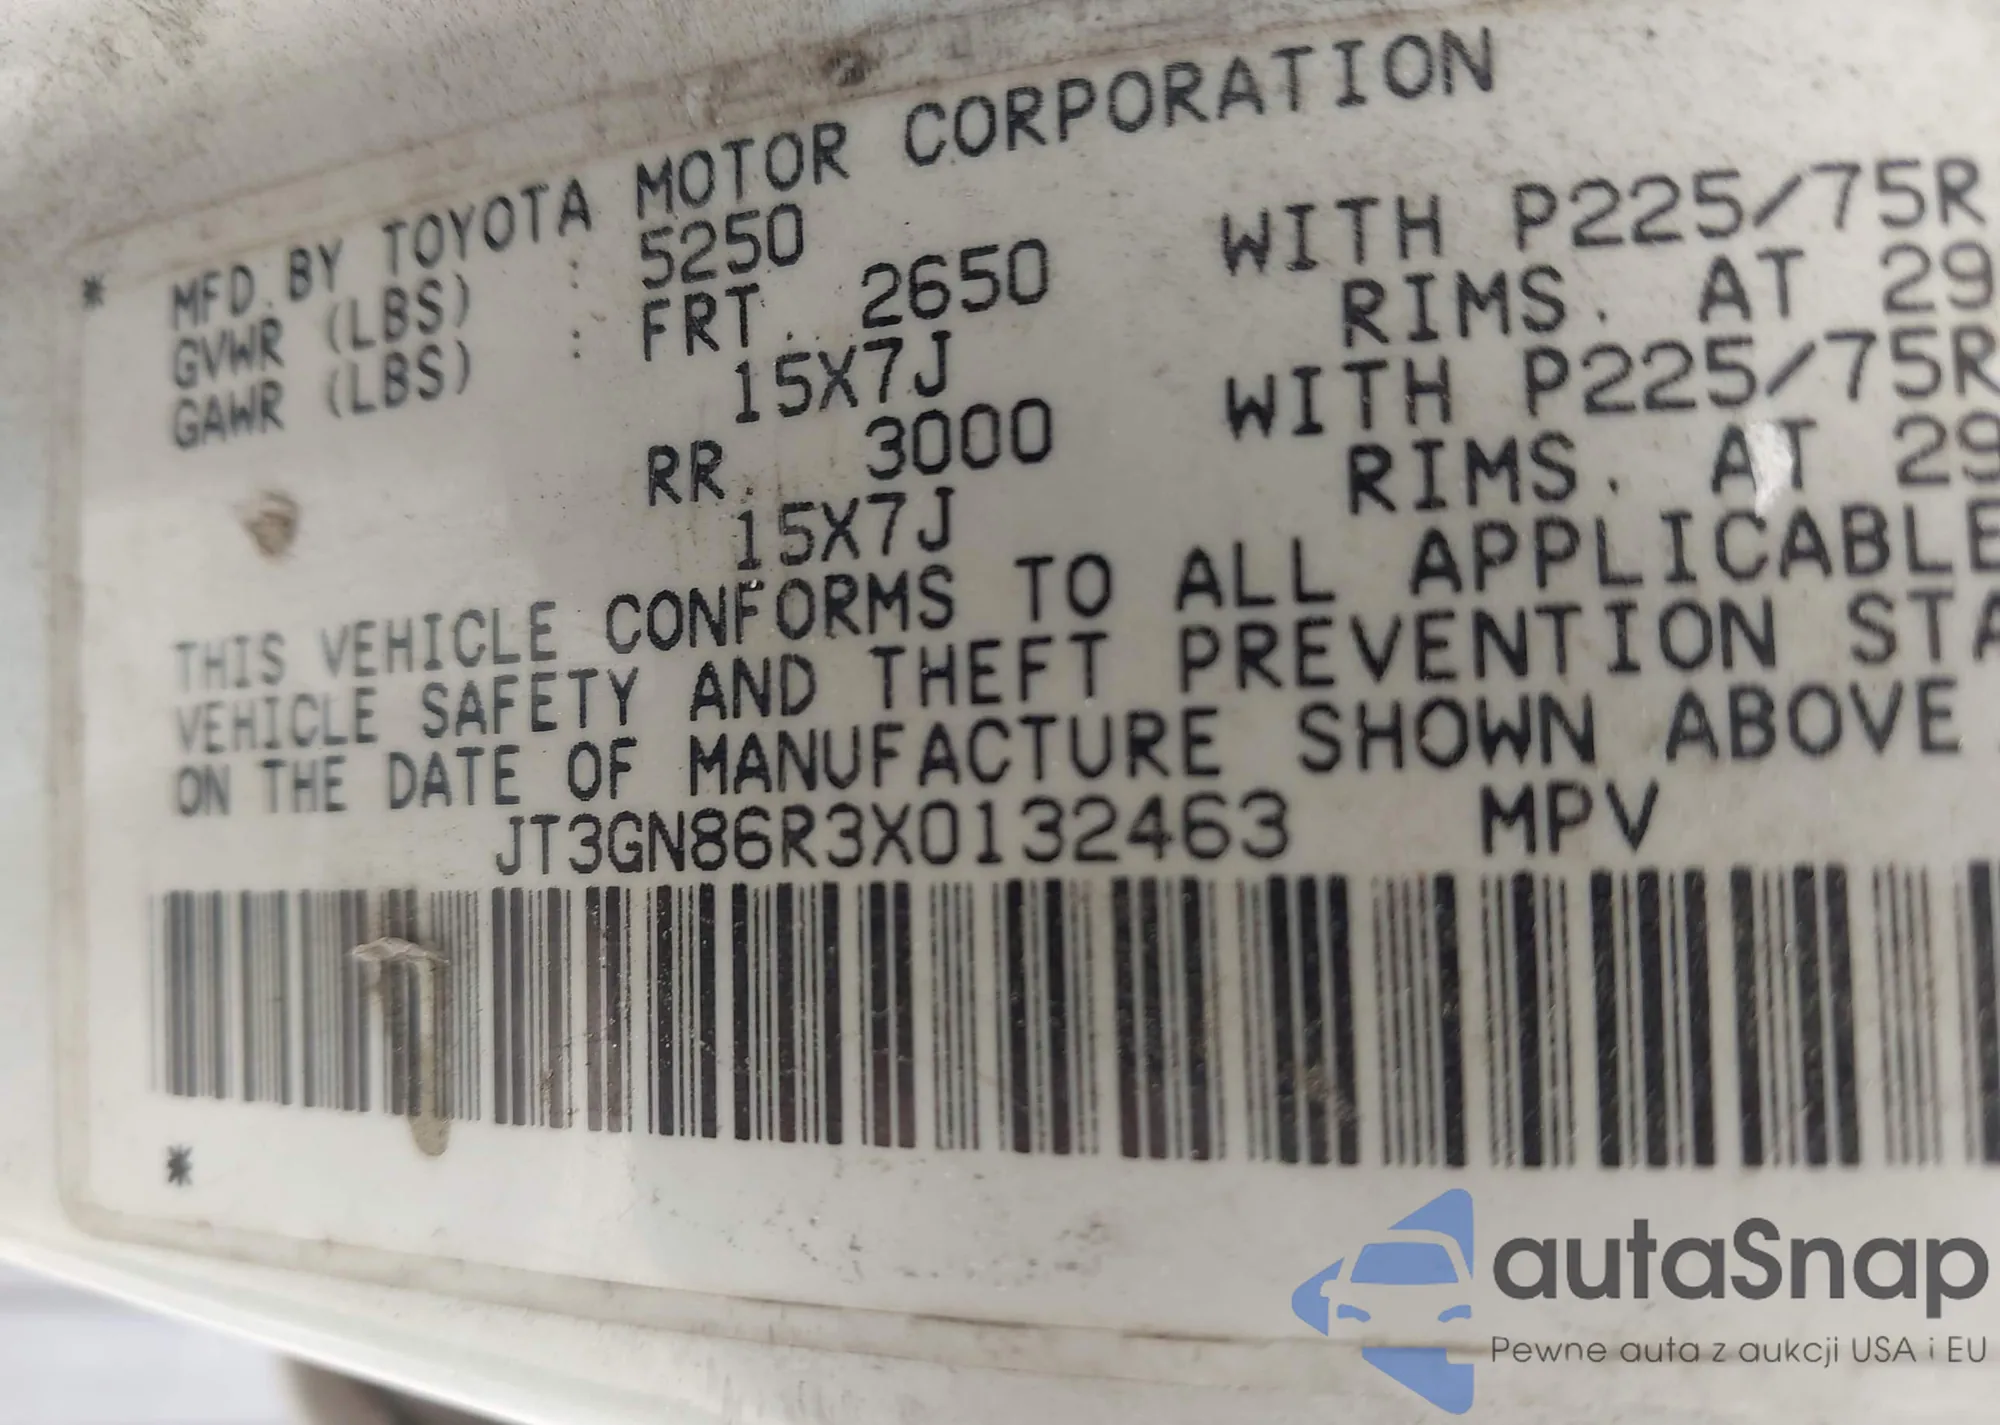 * MFD. BY TOYOTA MOTOR CORPORATION
GVWR (LBS) : 5250
GAWR (LBS) : FRT. 2650 WITH P225/75R
15X7J RIMS. AT 29
RR. 3000 WITH P225/75R
15X7J RIMS. AT 29
THIS VEHICLE CONFORMS TO ALL APPLICABLE
VEHICLE SAFETY AND THEFT PREVENTION STA
ON THE DATE OF MANUFACTURE SHOWN ABOVE
JT3GN86R3X0132463 MPV
*
autaSnap
Pewne auta z aukcji USA i EU